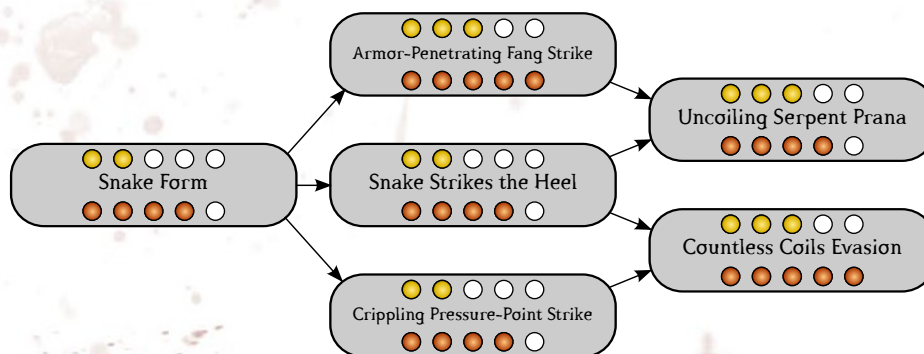 Armor-Penetrating Fang Strike
Uncoiling Serpent Prana
Snake Form
Snake Strikes the Heel
Countless Coils Evasion
Crippling Pressure-Point Strike